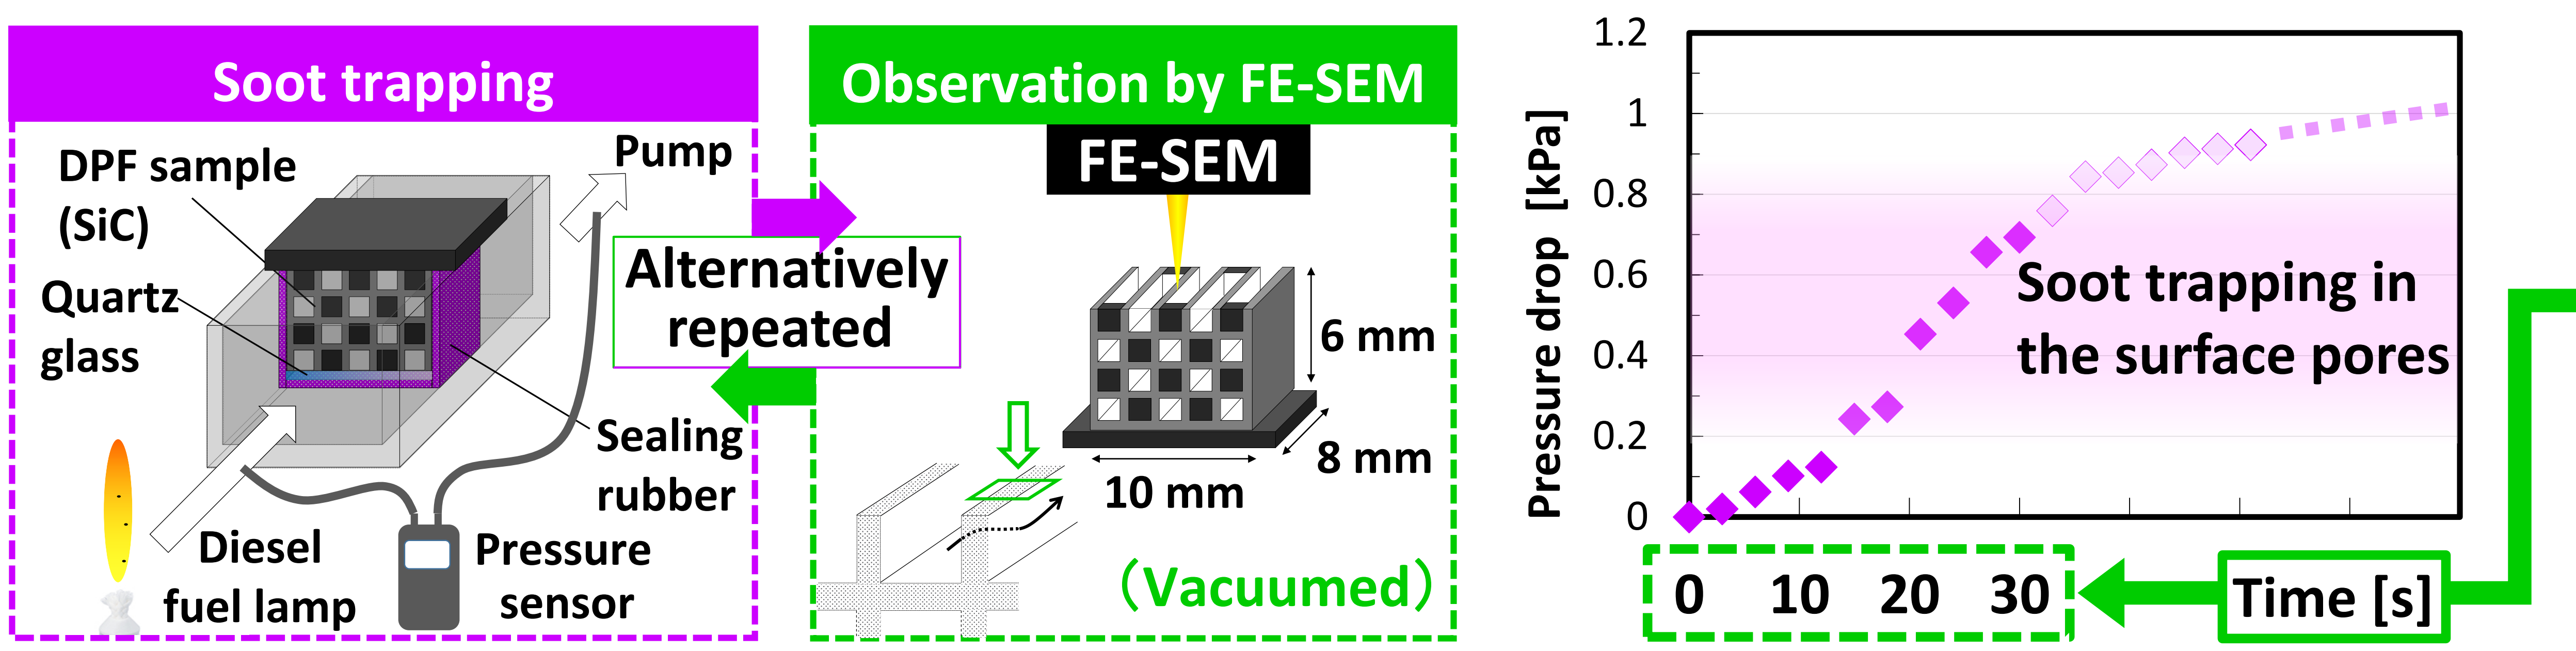 Soot trapping
DPF sample
(SiC)
Quartz
glass
Pump
Sealing
rubber
Diesel
fuel lamp
Pressure
sensor
Alternatively
repeated
Observation by FE-SEM
FE-SEM
6 mm
8 mm
10 mm
(Vacuumed)
Pressure drop [kPa]
1.2
1
0.8
0.6
0.4
0.2
0
Soot trapping in
the surface pores
0 10 20 30
Time [s]